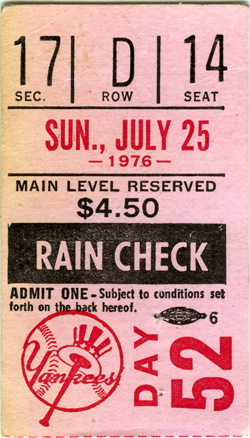 17 D 14
SEC. ROW SEAT
SUN., JULY 25
—1976—
MAIN LEVEL RESERVED
$4.50
RAIN CHECK
ADMIT ONE - Subject to conditions set
forth on the back hereof.
6
Yankees
DAY
52